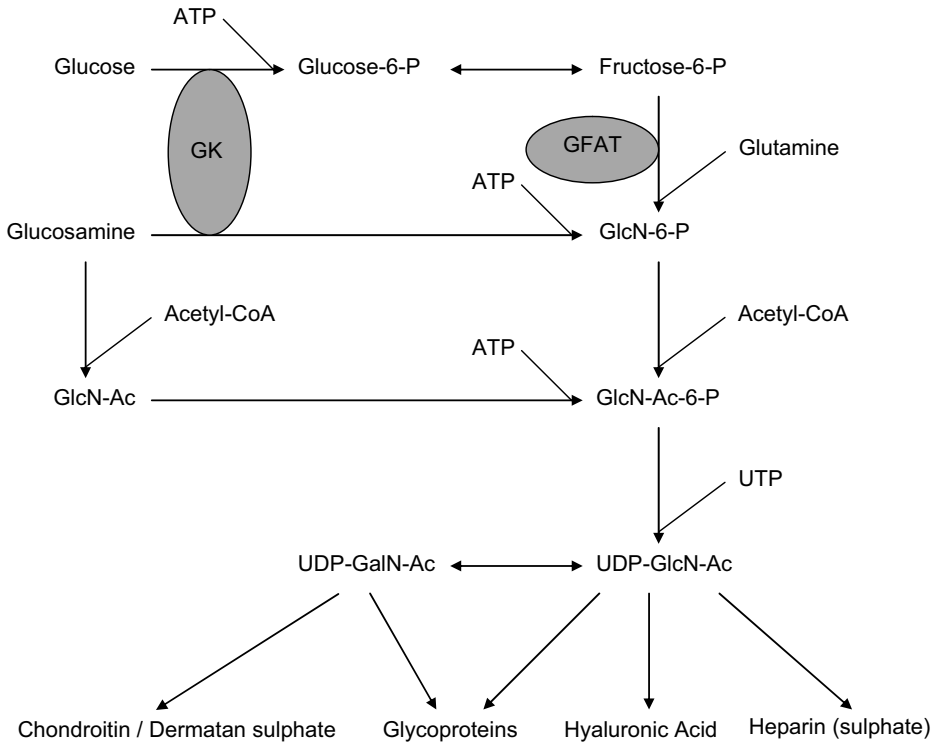 ATP
Glucose
Glucose-6-P
Fructose-6-P
GK
GFAT
Glutamine
ATP
Glucosamine
GlcN-6-P
Acetyl-CoA
Acetyl-CoA
ATP
GlcN-Ac
GlcN-Ac-6-P
UTP
UDP-GalN-Ac
UDP-GlcN-Ac
Chondroitin / Dermatan sulphate
Glycoproteins
Hyaluronic Acid
Heparin (sulphate)